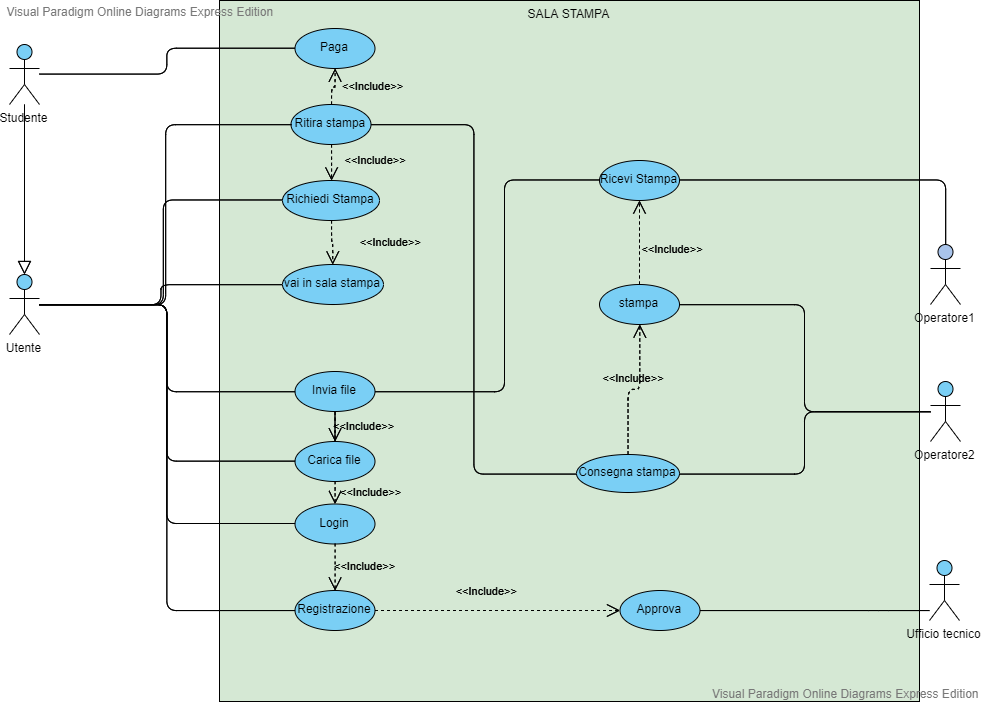 Visual Paradigm Online Diagrams Express Edition
SALA STAMPA
Paga
<<Include>>
Studente
Ritira stampa
<<Include>>
Richiedi Stampa
Ricevi Stampa
<<Include>>
<<Include>>
vai in sala stampa
stampa
Operatore1
Utente
<<Include>>
Invia file
<<Include>>
Carica file
Operatore2
Consegna stampa
<<Include>>
Login
<<Include>>
<<Include>>
Registrazione
Approva
Ufficio tecnico
Visual Paradigm Online Diagrams Express Edition